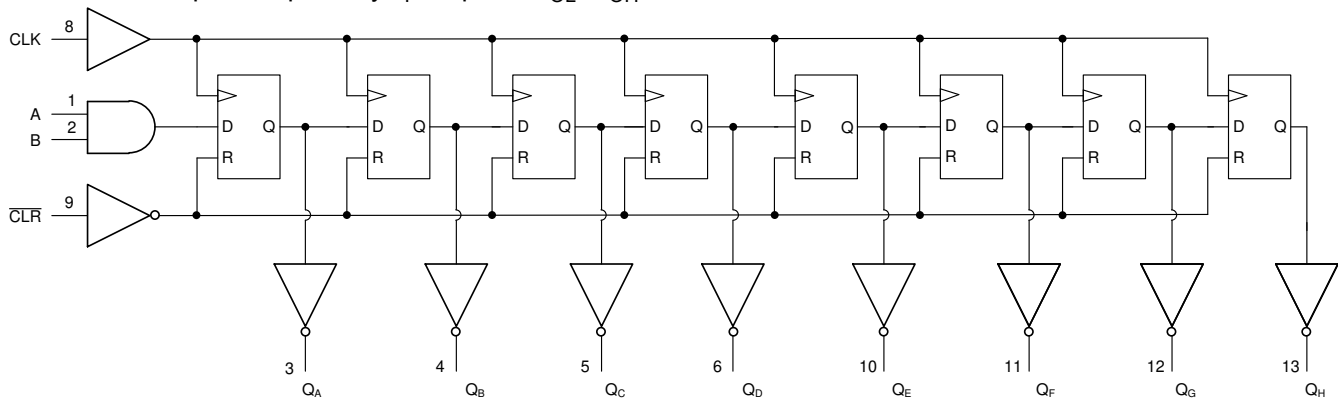 CLK 8
A 1
B 2
D Q D Q D Q D Q D Q D Q D Q D Q
R R R R R R R R
CLR 9
3 4 5 6 10 11 12 13
QA QB QC QD QE QF QG QH